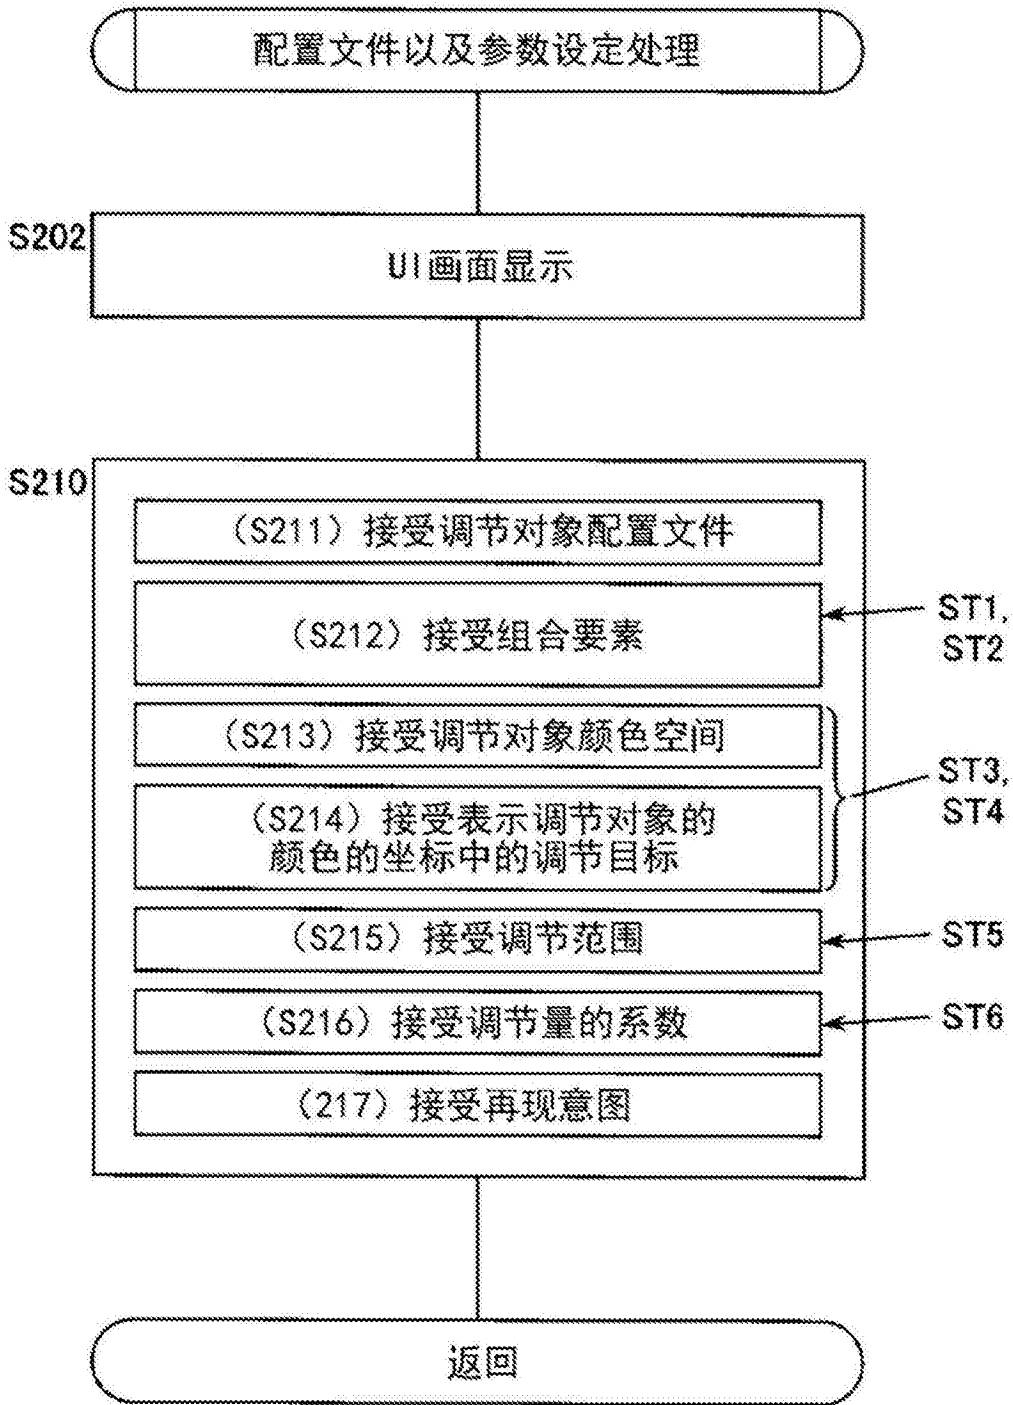 配置文件以及参数设定处理
S202
UI画面显示
S210
（S211）接受调节对象配置文件
（S212）接受组合要素
ST1,
ST2
（S213）接受调节对象颜色空间
ST3,
ST4
（S214）接受表示调节对象的
颜色的坐标中的调节目标
（S215）接受调节范围
ST5
（S216）接受调节量的系数
ST6
（217）接受再现意图
返回